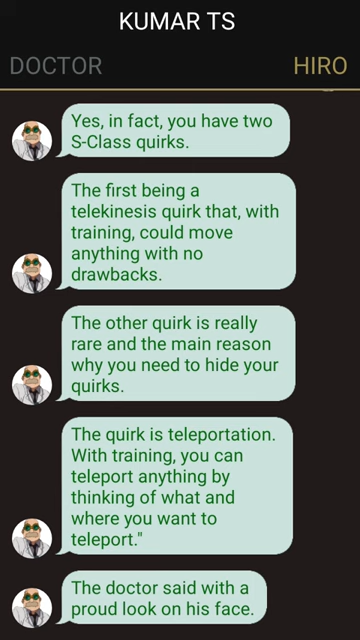 KUMAR TS
DOCTOR
HIRO
Yes, in fact, you have two
S-Class quirks.
The first being a
telekinesis quirk that, with
training, could move
anything with no
drawbacks.
The other quirk is really
rare and the main reason
why you need to hide your
quirks.
The quirk is teleportation.
With training, you can
teleport anything by
thinking of what and
where you want to
teleport."
The doctor said with a
proud look on his face.